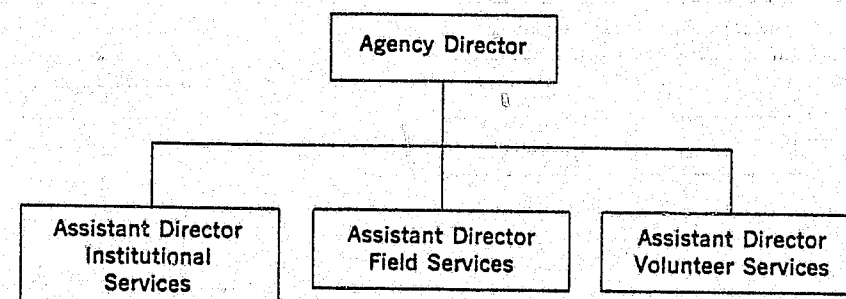 Agency Director
Assistant Director
Institutional
Services
Assistant Director
Field Services
Assistant Director
Volunteer Services